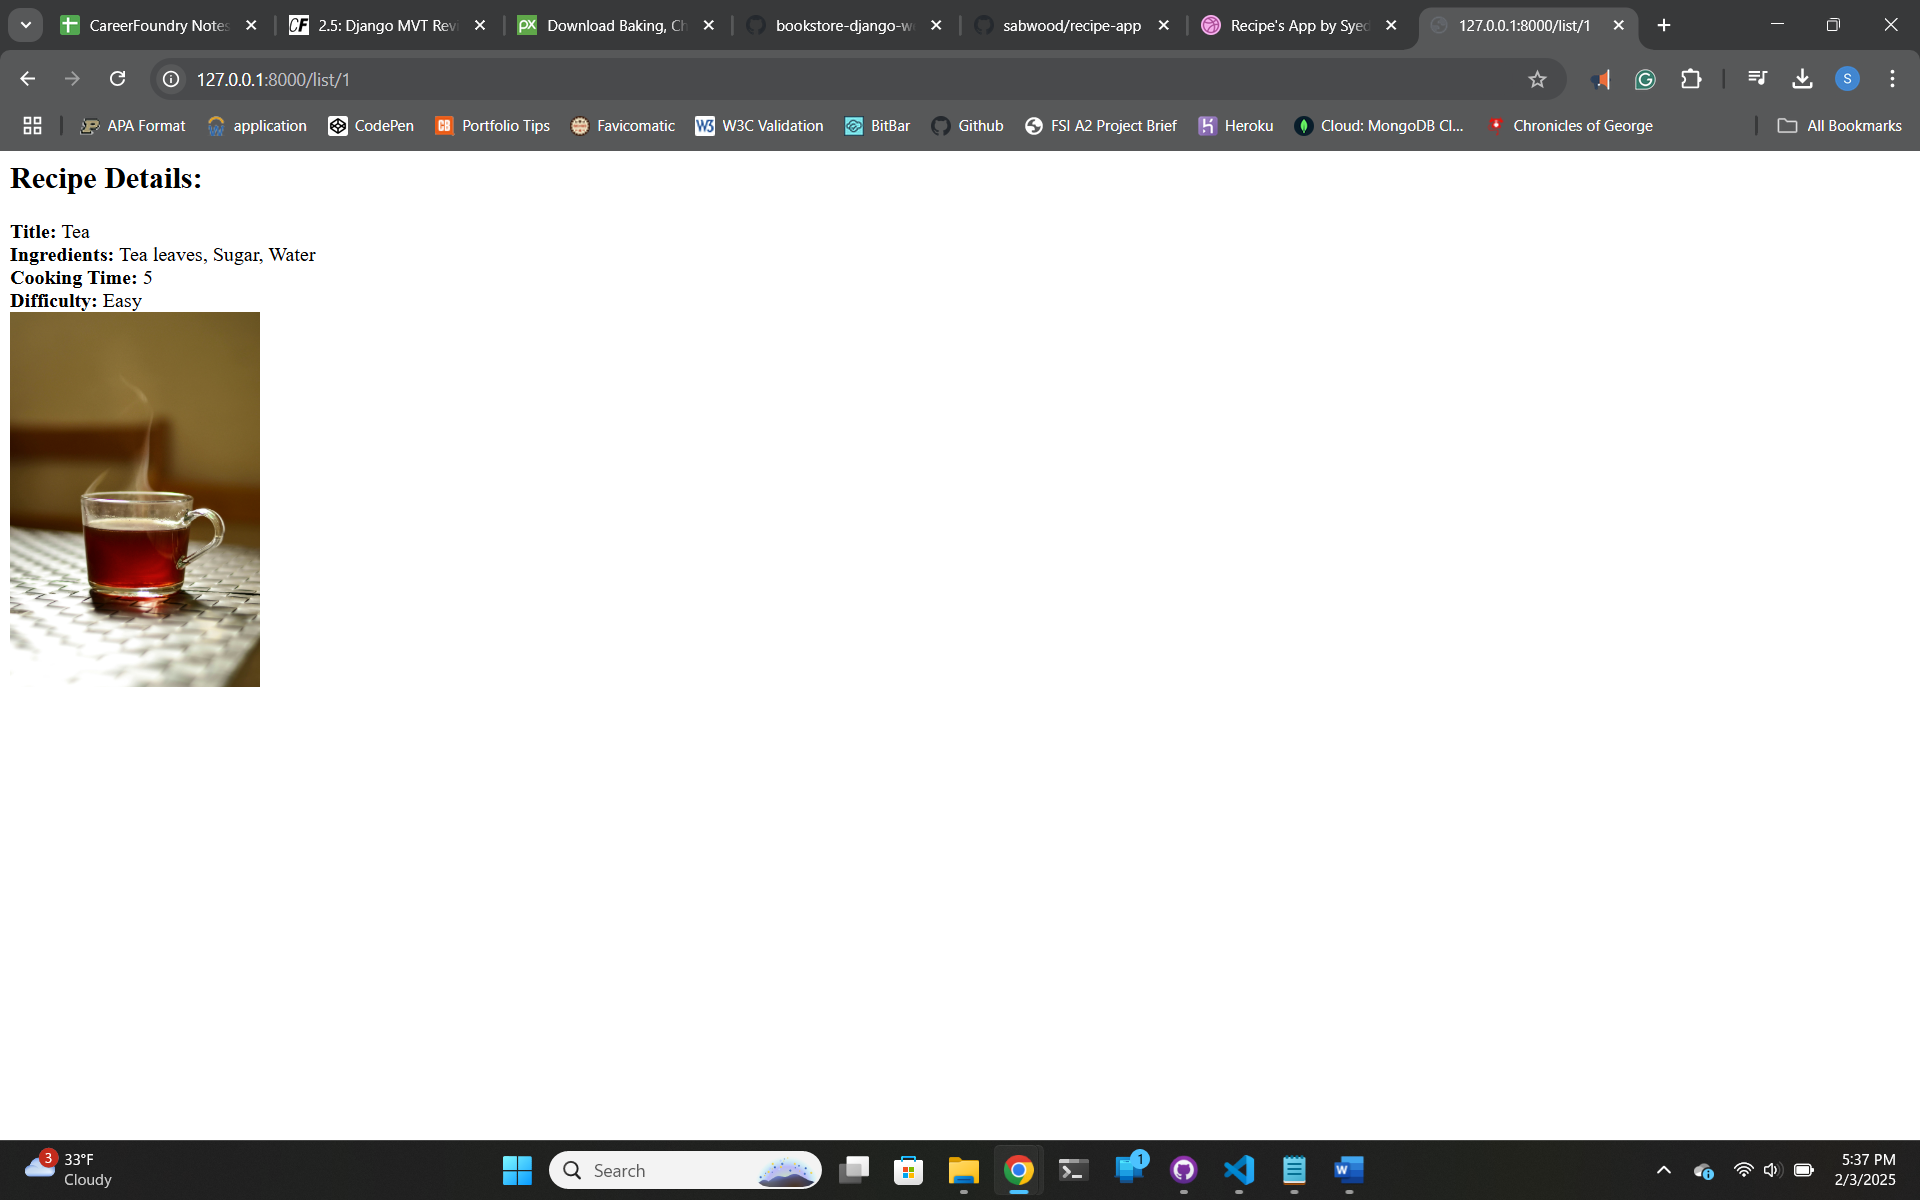 CareerFoundry Notes
2.5: Django MVT Revi
Download Baking, Ch
bookstore-django-w
sabwood/recipe-app
Recipe's App by Syed
127.0.0.1:8000/list/1
127.0.0.1:8000/list/1
S
APA Format
application
CodePen
Portfolio Tips
Favicomatic
W3C Validation
BitBar
Github
FSI A2 Project Brief
Heroku
Cloud: MongoDB Cl...
Chronicles of George
All Bookmarks
Recipe Details:
Title: Tea
Ingredients: Tea leaves, Sugar, Water
Cooking Time: 5
Difficulty: Easy
3
33°F
Cloudy
Search
1
5:37 PM
2/3/2025